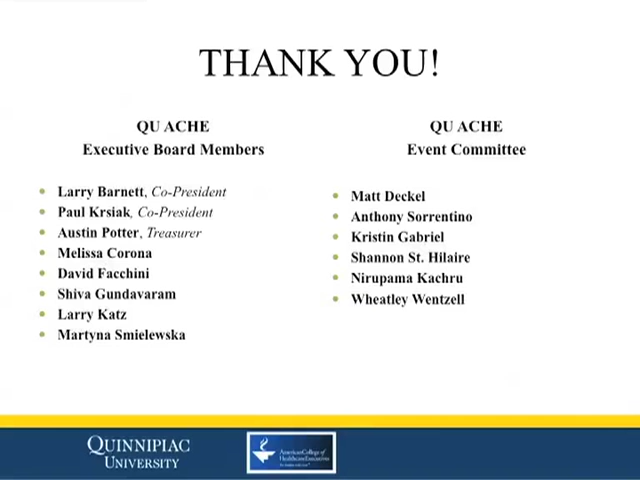 THANK YOU!
QU ACHE
Executive Board Members
Larry Barnett, Co-President
Paul Krsiak, Co-President
Austin Potter, Treasurer
Melissa Corona
David Facchini
Shiva Gundavaram
Larry Katz
Martyna Smielewska
QU ACHE
Event Committee
Matt Deckel
Anthony Sorrentino
Kristin Gabriel
Shannon St. Hilaire
Nirupama Kachru
Wheatley Wentzell
QUINNIPIAC
UNIVERSITY
American College of
Healthcare Executives